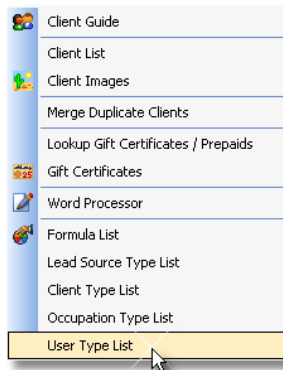 Client Guide
Client List
Client Images
Merge Duplicate Clients
Lookup Gift Certificates / Prepaids
Gift Certificates
Word Processor
Formula List
Lead Source Type List
Client Type List
Occupation Type List
User Type List